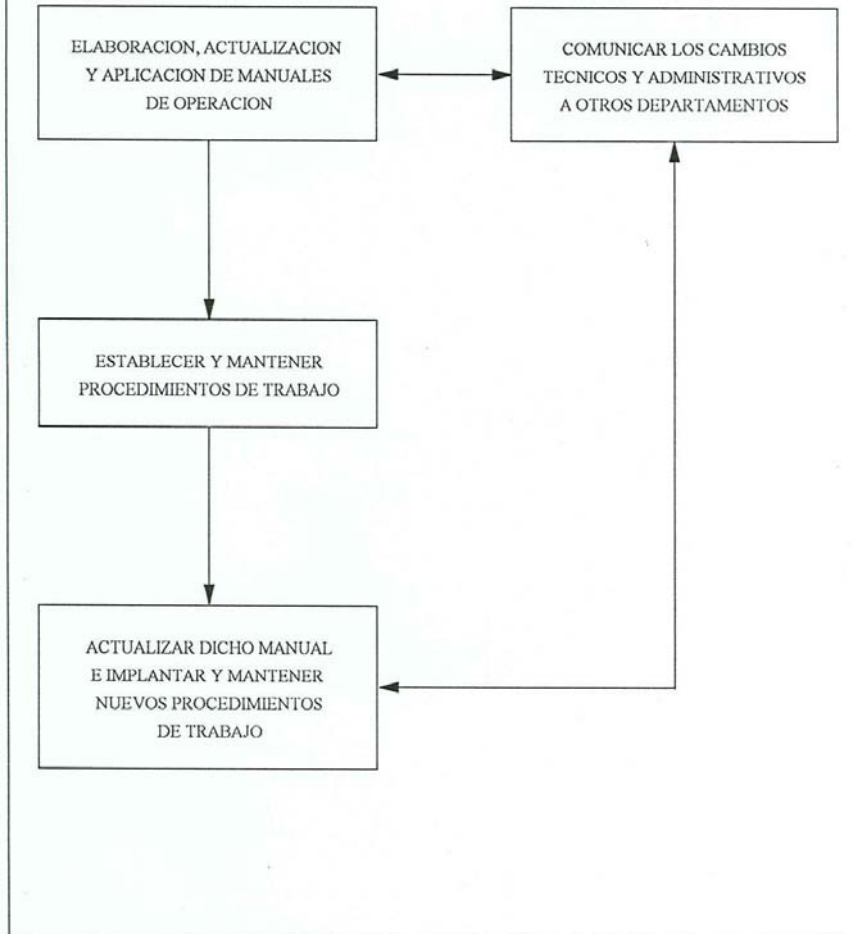 ELABORACION, ACTUALIZACION
Y APLICACION DE MANUALES
DE OPERACION
COMUNICAR LOS CAMBIOS
TECNICOS Y ADMINISTRATIVOS
A OTROS DEPARTAMENTOS
ESTABLECER Y MANTENER
PROCEDIMIENTOS DE TRABAJO
ACTUALIZAR DICHO MANUAL
E IMPLANTAR Y MANTENER
NUEVOS PROCEDIMIENTOS
DE TRABAJO